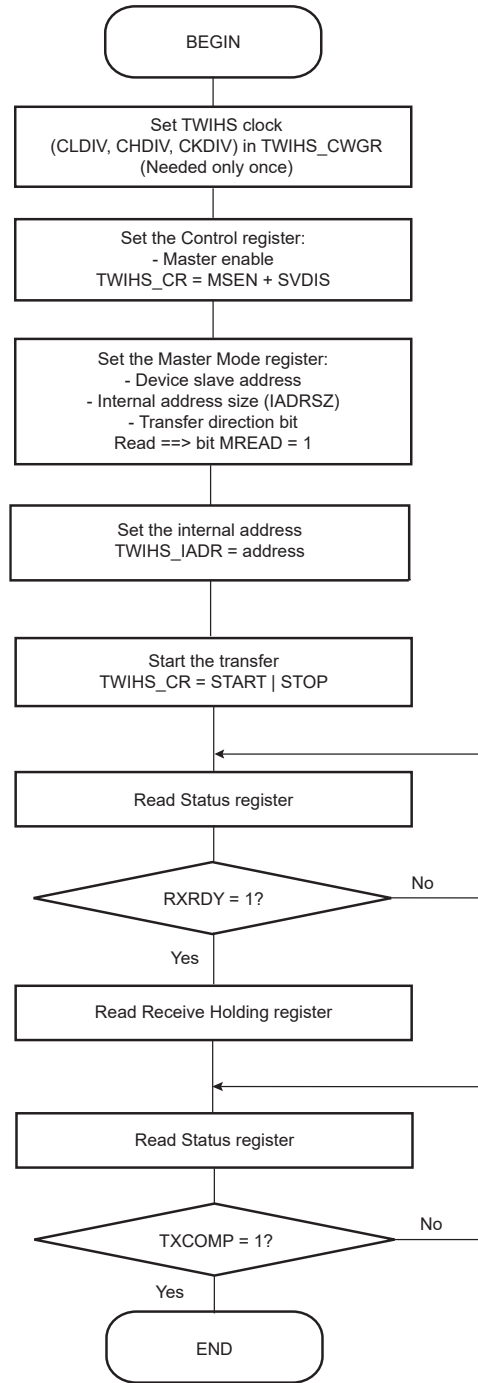 BEGIN
Set TWIHS clock
(CLDIV, CHDIV, CKDIV) in TWIHS_CWGR
(Needed only once)
Set the Control register:
- Master enable
TWIHS_CR = MSEN + SVDIS
Set the Master Mode register:
- Device slave address
- Internal address size (IADRSZ)
- Transfer direction bit
Read ==> bit MREAD = 1
Set the internal address
TWIHS_IADR = address
Start the transfer
TWIHS_CR = START | STOP
Read Status register
RXRDY = 1?
No
Yes
Read Receive Holding register
Read Status register
TXCOMP = 1?
No
Yes
END